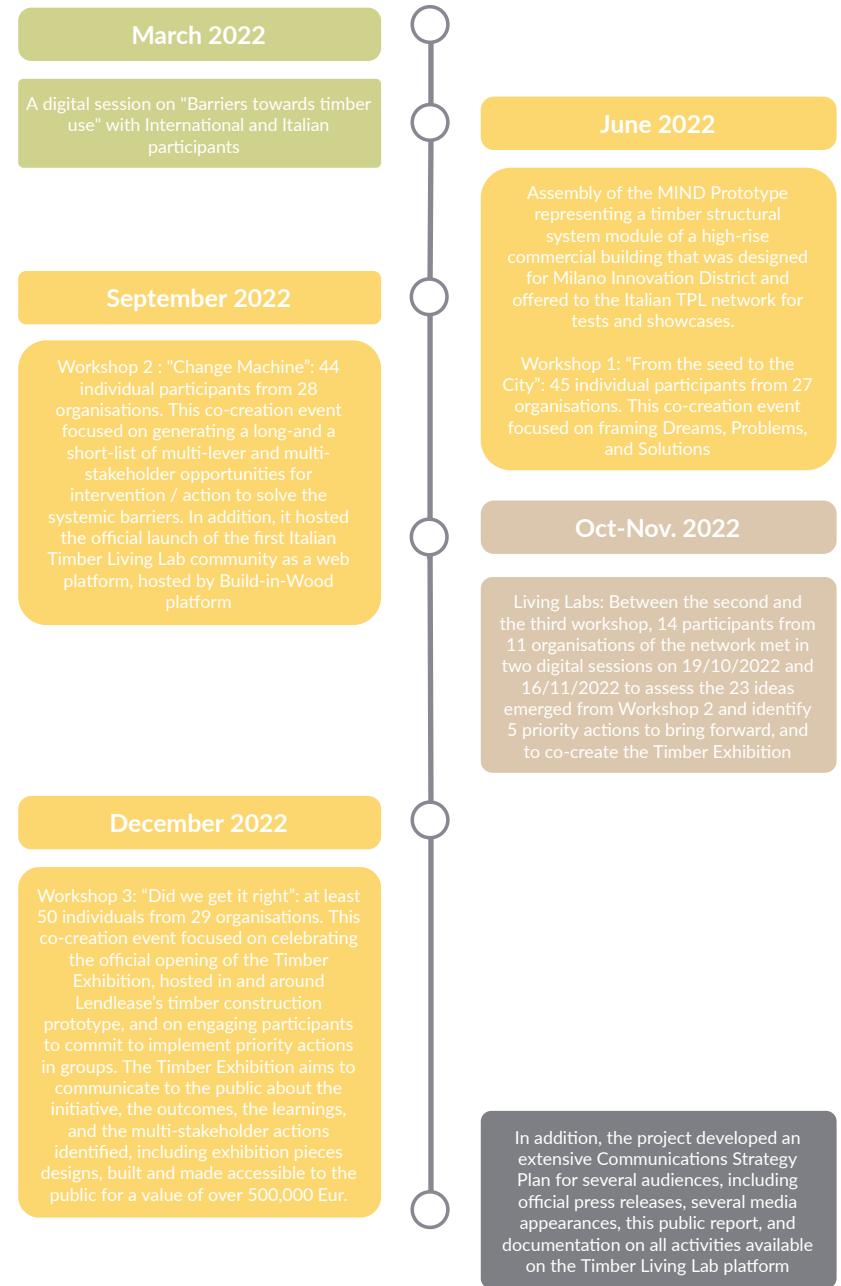 March 2022
A digital session on "Barriers towards timber
use" with International and Italian
participants
June 2022
Assembly of the MIND Prototype
representing a timber structural
system module of a high-rise
commercial building that was designed
for Milano Innovation District and
offered to the Italian TPL network for
tests and showcases.
Workshop 1: “From the seed to the
City”: 45 individual participants from 27
organisations. This co-creation event
focused on framing Dreams, Problems,
and Solutions
September 2022
Workshop 2 : "Change Machine”: 44
individual participants from 28
organisations. This co-creation event
focused on generating a long-and a
short-list of multi-lever and multi-
stakeholder opportunities for
intervention / action to solve the
systemic barriers. In addition, it hosted
the official launch of the first Italian
Timber Living Lab community as a web
platform, hosted by Build-in-Wood
platform
Oct-Nov. 2022
Living Labs: Between the second and
the third workshop, 14 participants from
11 organisations of the network met in
two digital sessions on 19/10/2022 and
16/11/2022 to assess the 23 ideas
emerged from Workshop 2 and identify
5 priority actions to bring forward, and
to co-create the Timber Exhibition
December 2022
Workshop 3: “Did we get it right”: at least
50 individuals from 29 organisations. This
co-creation event focused on celebrating
the official opening of the Timber
Exhibition, hosted in and around
Lendlease’s timber construction
prototype, and on engaging participants
to commit to implement priority actions
in groups. The Timber Exhibition aims to
communicate to the public about the
initiative, the outcomes, the learnings,
and the multi-stakeholder actions
identified, including exhibition pieces
designs, built and made accessible to the
public for a value of over 500,000 Eur.
In addition, the project developed an
extensive Communications Strategy
Plan for several audiences, including
official press releases, several media
appearances, this public report, and
documentation on all activities available
on the Timber Living Lab platform